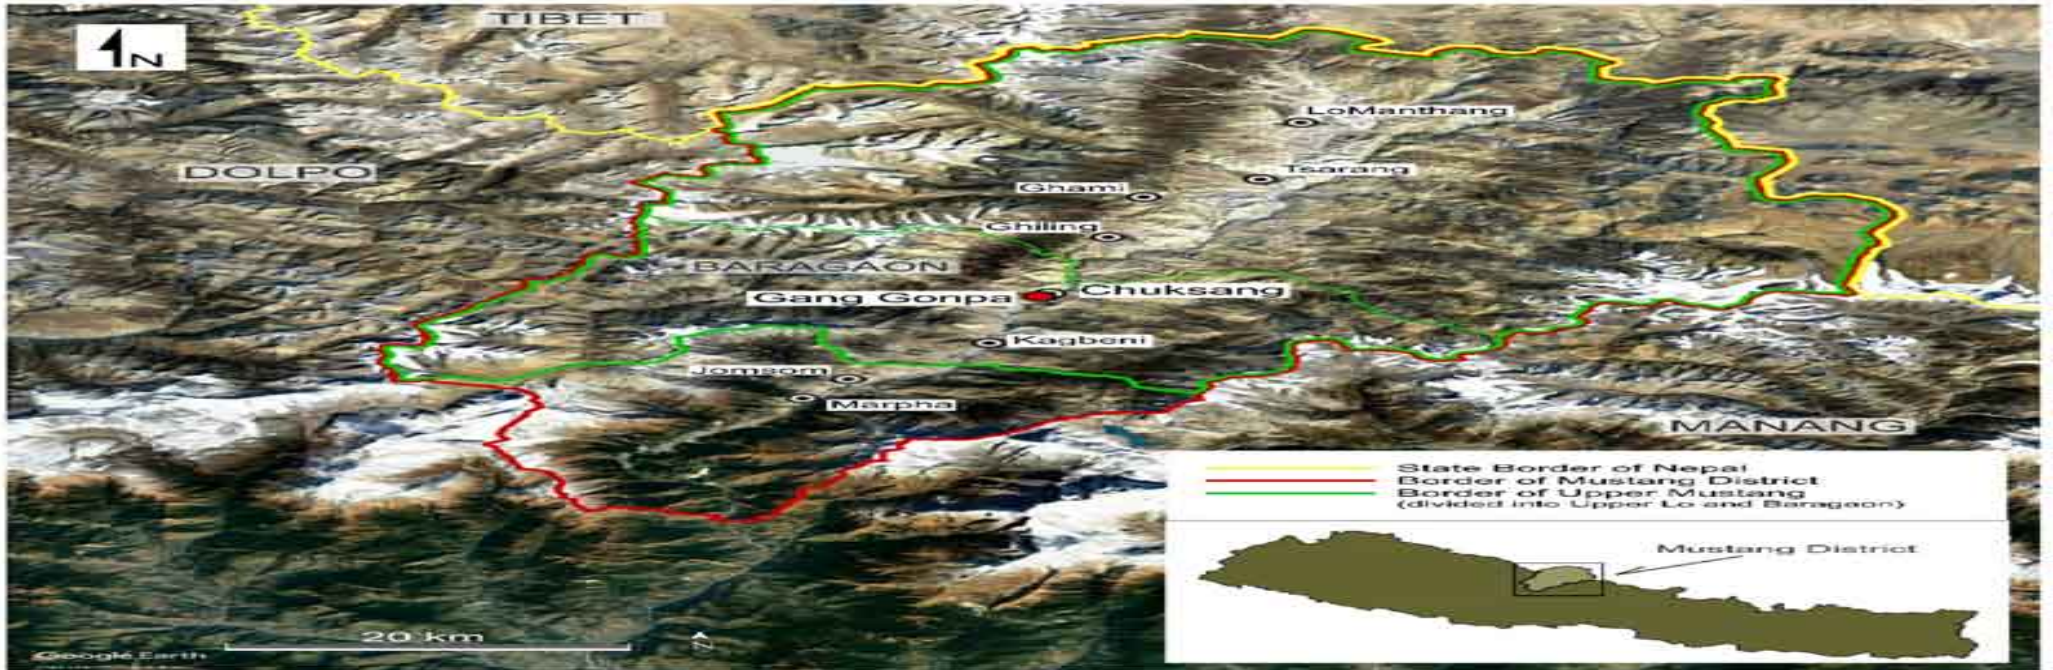 TIBET
N
LoManthang
DOLPO
Tsarang
Ghami
Ghiling
BARAGAON
Gang Gonpa
Chuksang
Kagbeni
Jomsom
Marpha
MANANG
State Border of Nepal
Border of Mustang District
Border of Upper Mustang
(divided into Upper Lo and Baragaon)
Mustang District
20 km
N
Google Earth